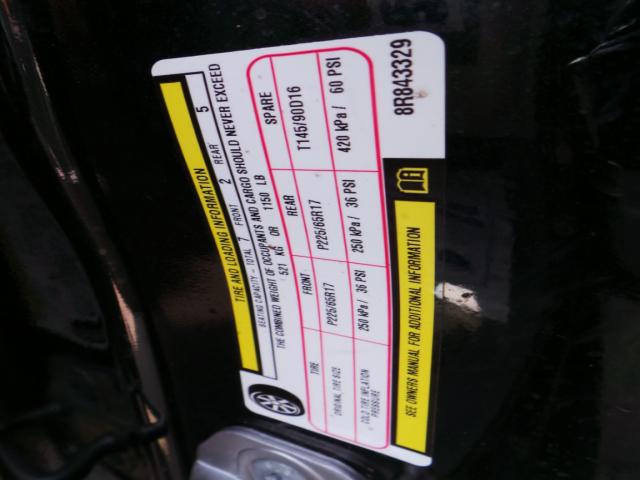 TIRE AND LOADING INFORMATION
SEATING CAPACITY - TOTAL 7 FRONT 2 REAR 5
THE COMBINED WEIGHT OF OCCUPANTS AND CARGO SHOULD NEVER EXCEED
521 KG OR 1150 LB
TIRE FRONT REAR SPARE
ORIGINAL TIRE SIZE P225/65R17 P225/65R17 T145/90D16
COLD TIRE INFLATION PRESSURE 250 kPa / 36 PSI 250 kPa / 36 PSI 420 kPa / 60 PSI
SEE OWNERS MANUAL FOR ADDITIONAL INFORMATION
8R843329